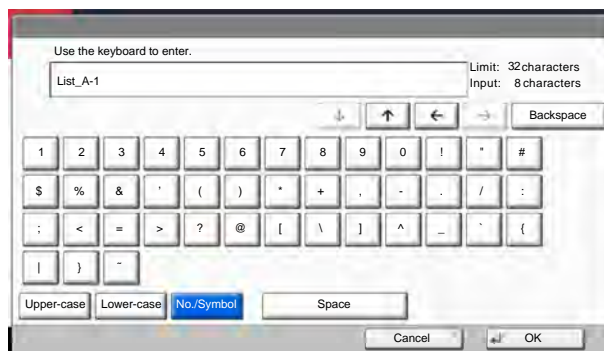 Use the keyboard to enter.
Limit: 32 characters
List_A-1
Input: 8 characters
Backspace
1 2 3 4 5 6 7 8 9 0 ! " #
$ % & ' ( ) * + , - . / :
; < = > ? @ [ \ ] ^ _ ` {
| } ~
Upper-case Lower-case No./Symbol Space
Cancel OK